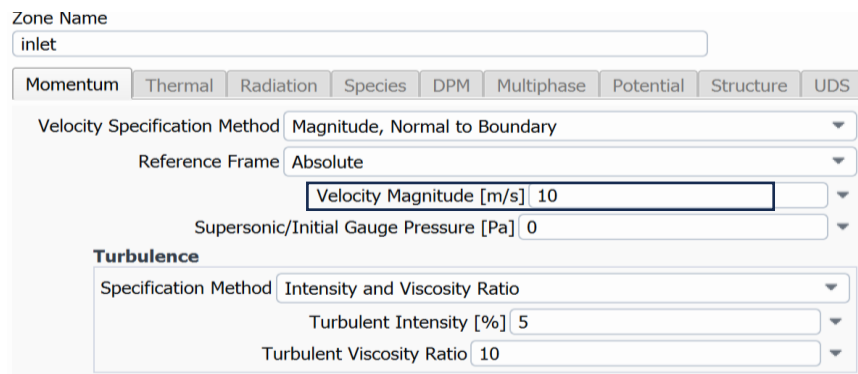 Zone Name
inlet
Momentum Thermal Radiation Species DPM Multiphase Potential Structure UDS
Velocity Specification Method Magnitude, Normal to Boundary
Reference Frame Absolute
Velocity Magnitude [m/s] 10
Supersonic/Initial Gauge Pressure [Pa] 0
Turbulence
Specification Method Intensity and Viscosity Ratio
Turbulent Intensity [%] 5
Turbulent Viscosity Ratio 10